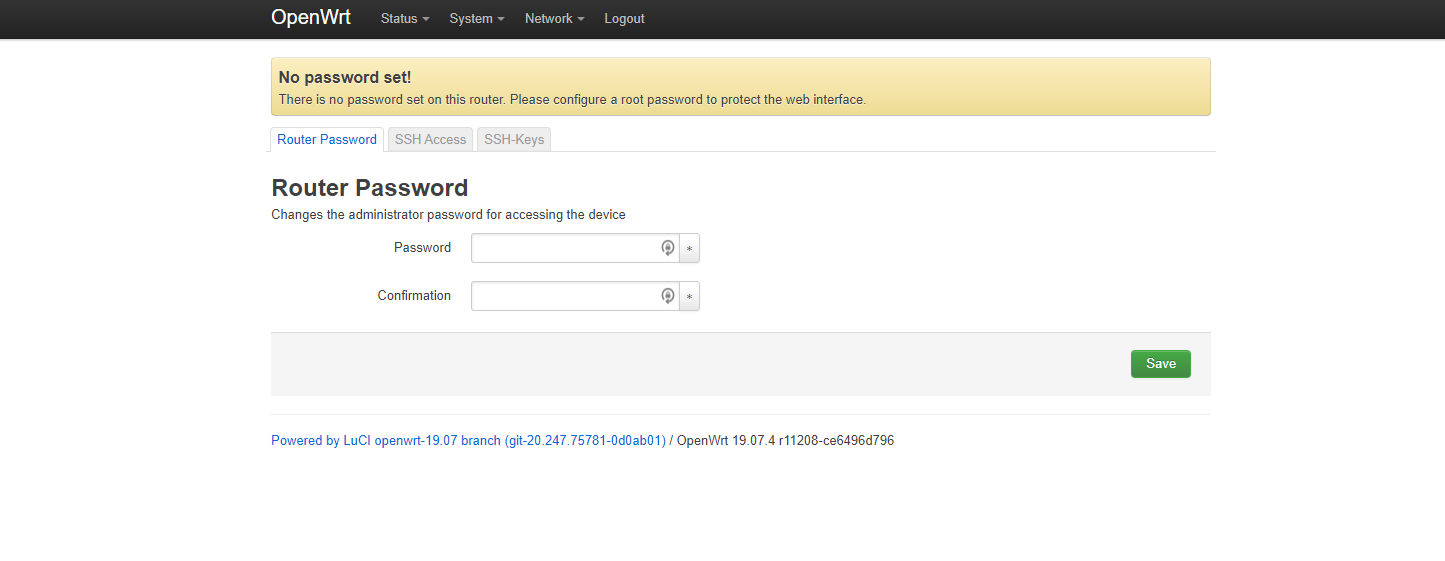 OpenWrt Status System Network Logout
No password set!
There is no password set on this router. Please configure a root password to protect the web interface.
Router Password SSH Access SSH-Keys
Router Password
Changes the administrator password for accessing the device
Password *
Confirmation *
Save
Powered by LuCI openwrt-19.07 branch (git-20.247.75781-0d0ab01) / OpenWrt 19.07.4 r11208-ce6496d796